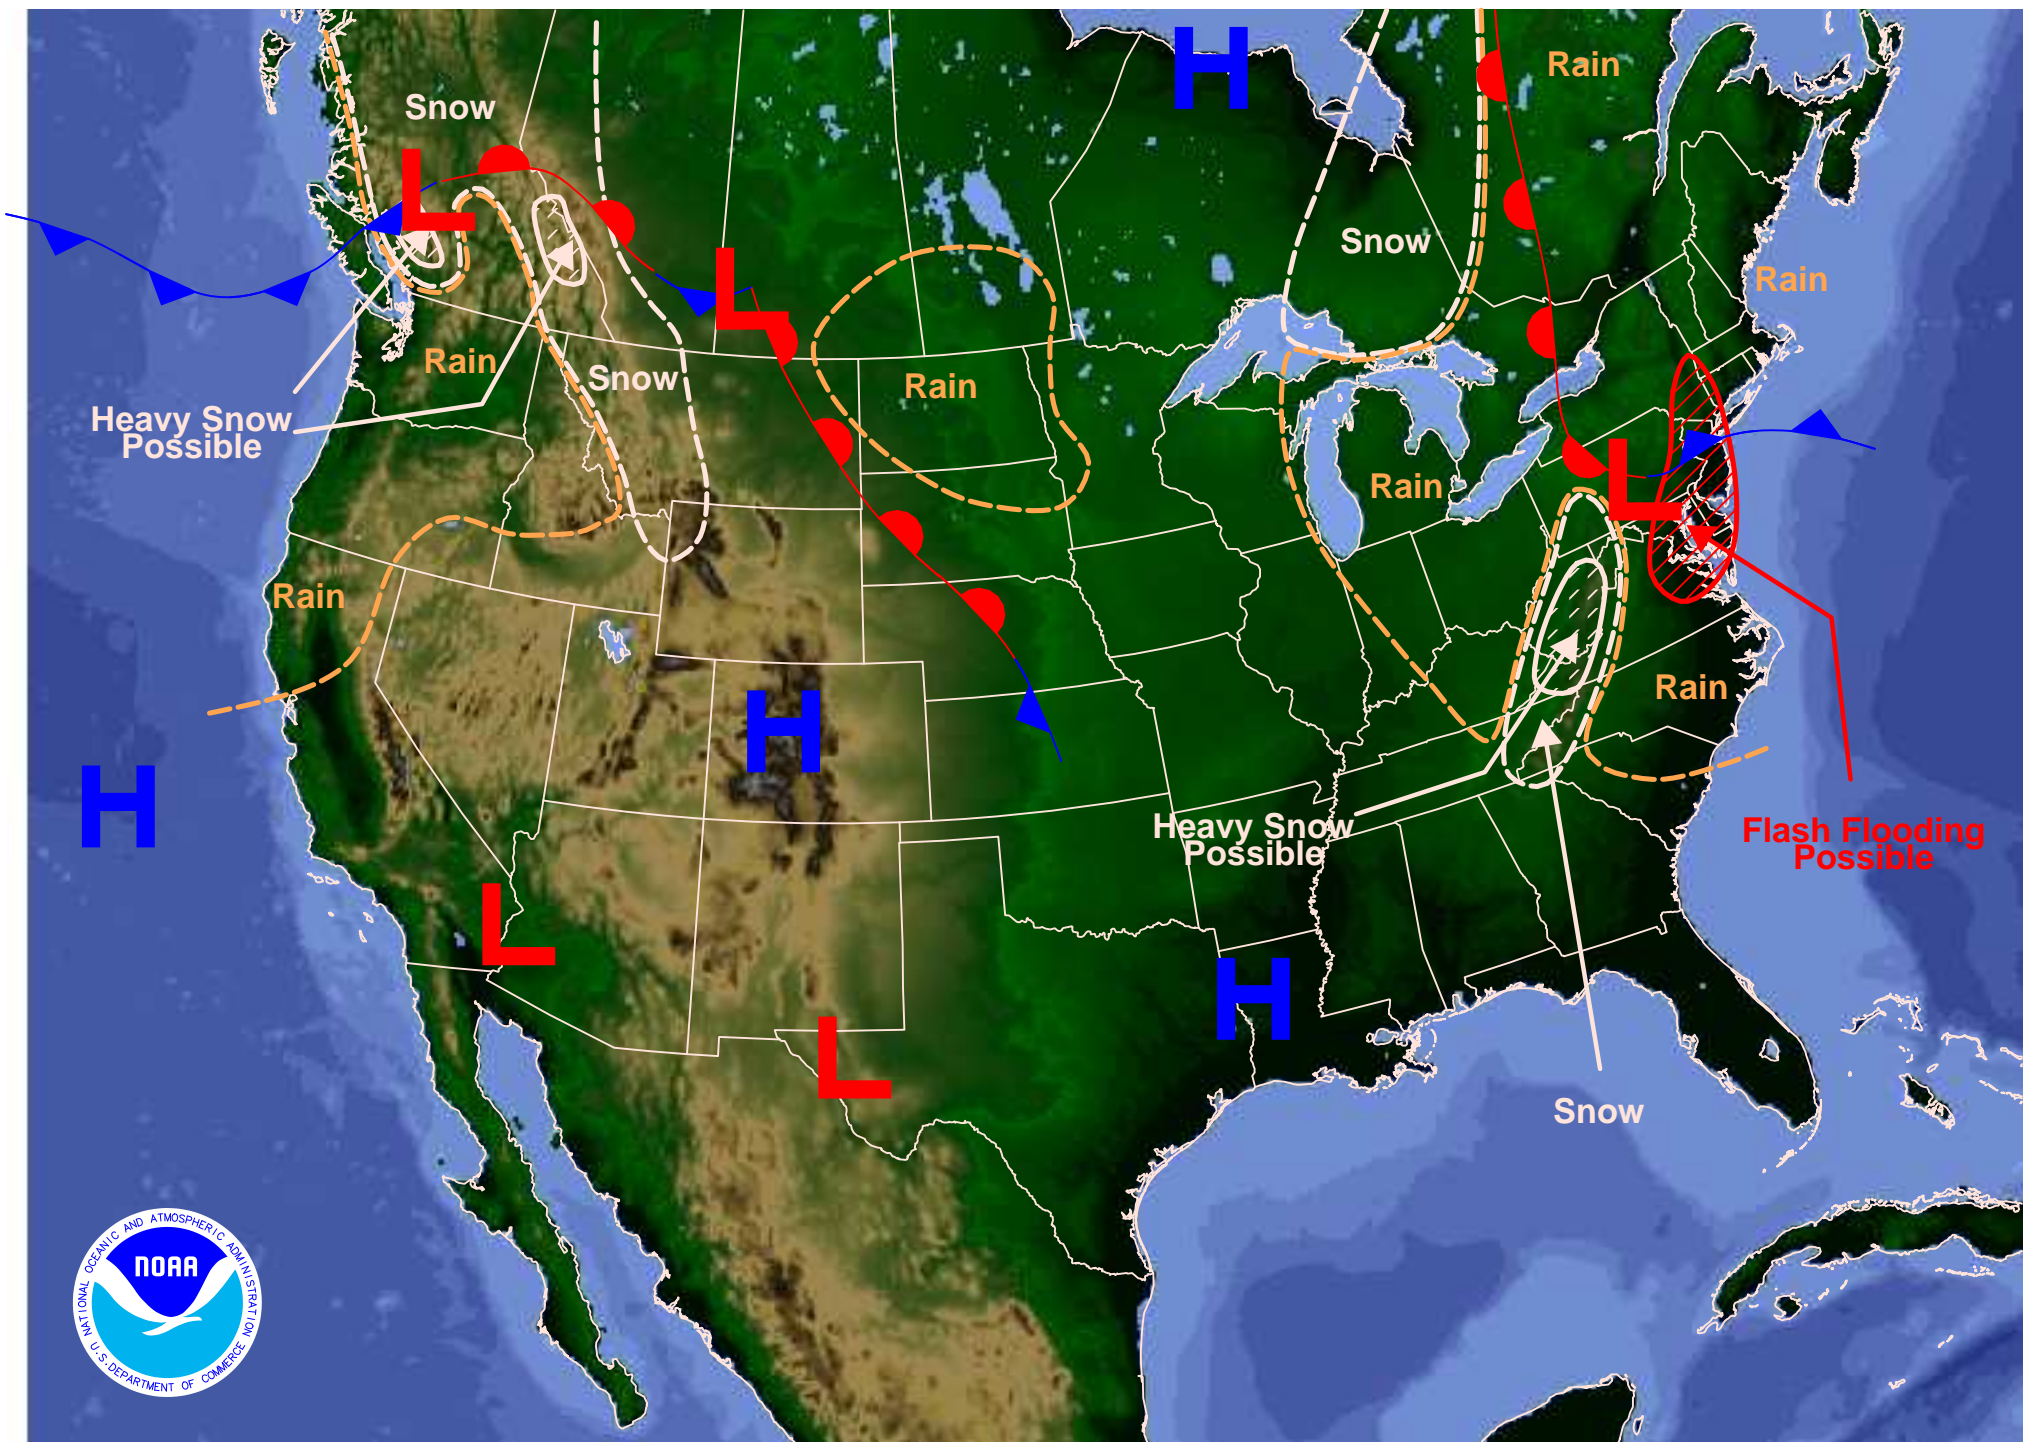 H
Rain
Snow
L
Snow
L
Rain
Rain
Snow
Rain
Rain
Heavy Snow
Possible
L
Rain
Rain
Rain
H
H
Heavy Snow
Possible
Flash Flooding
Possible
L
H
L
Snow
NATIONAL OCEANIC AND ATMOSPHERIC ADMINISTRATION
NOAA
U.S. DEPARTMENT OF COMMERCE